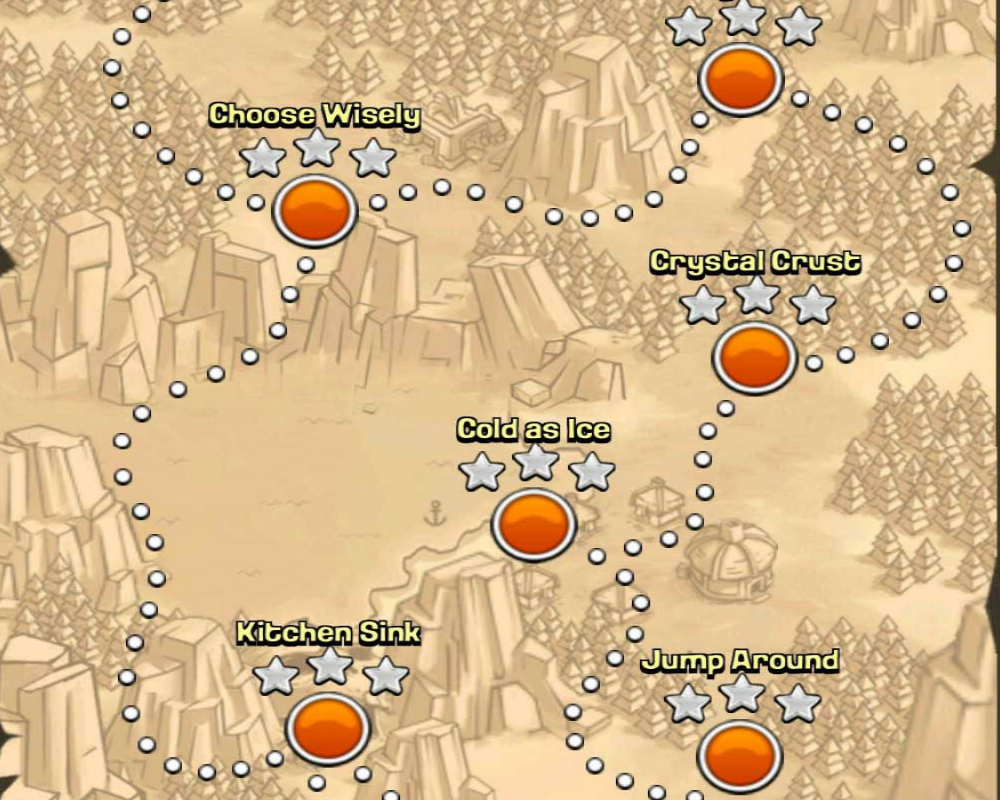 Choose Wisely
Crystal Crust
Cold as Ice
Kitchen Sink
Jump Around